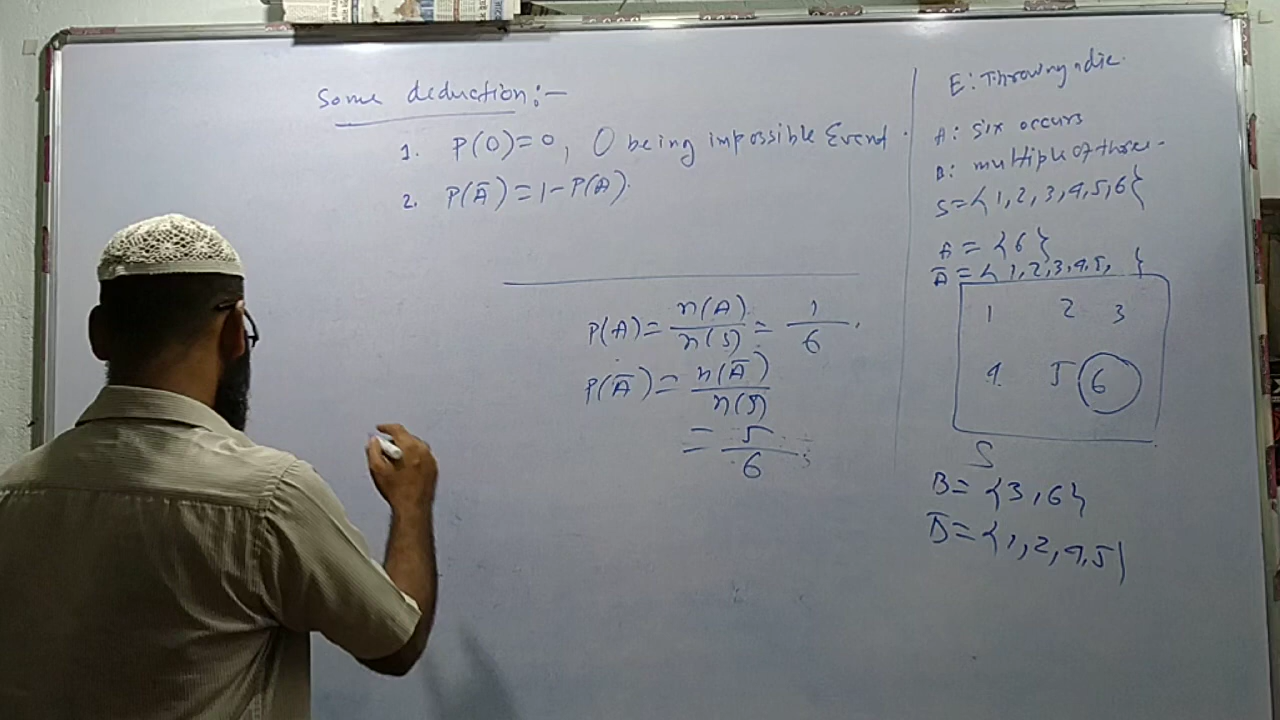 Some deduction:-
1. P(O)=0, O being impossible Event.
2. P(Ā)=1-P(A).
P(A)= n(A)/n(S) = 1/6.
P(Ā)= n(Ā)/n(S)
= 5/6
E: Throwing a die.
A: Six occurs
B: multiple of three.
S={1,2,3,4,5,6}
A={6}
Ā={1,2,3,4,5, }
1 2 3
4 5 6
S
B={3,6}
B̄={1,2,4,5}